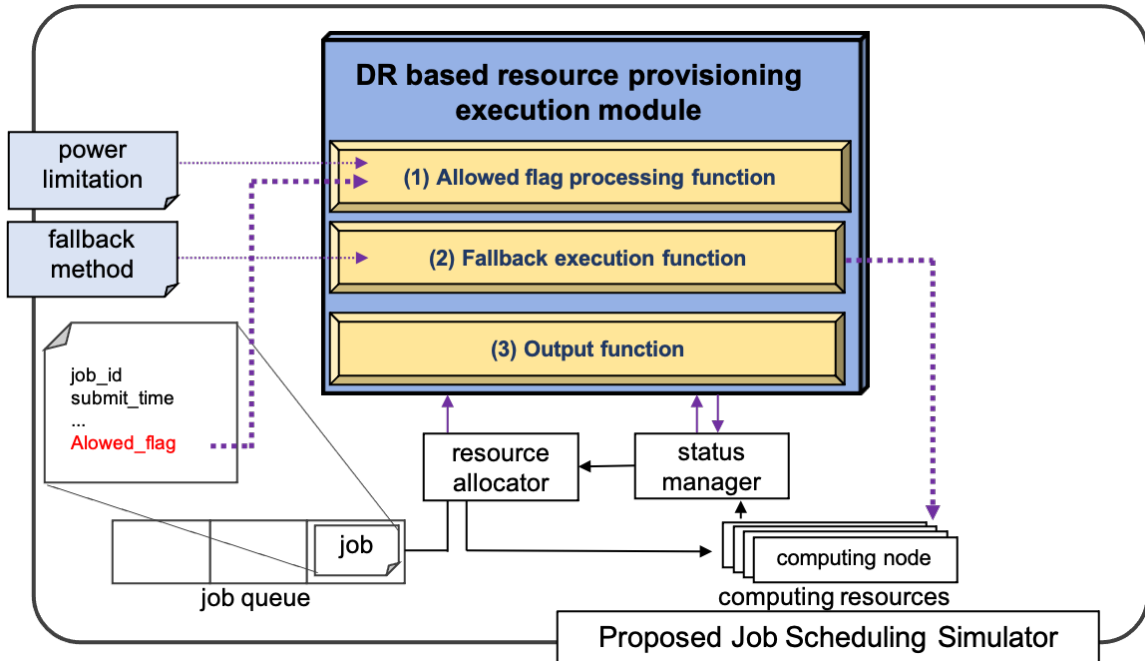 DR based resource provisioning
execution module
power
limitation
(1) Allowed flag processing function
fallback
method
(2) Fallback execution function
(3) Output function
job_id
submit_time
...
Alowed_flag
resource
allocator
status
manager
job
job queue
computing node
computing resources
Proposed Job Scheduling Simulator